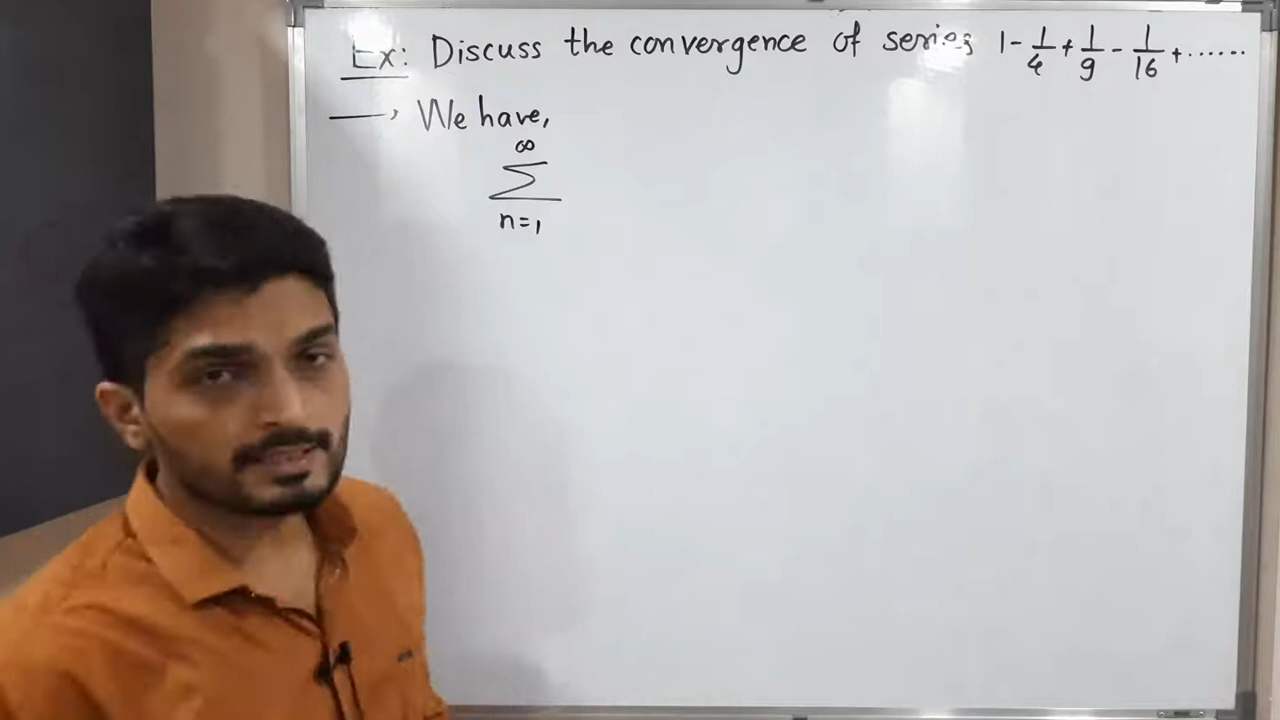 Ex: Discuss the convergence of series 1 - 1/4 + 1/9 - 1/16 + ......
→ We have,
∞
Σ
n=1